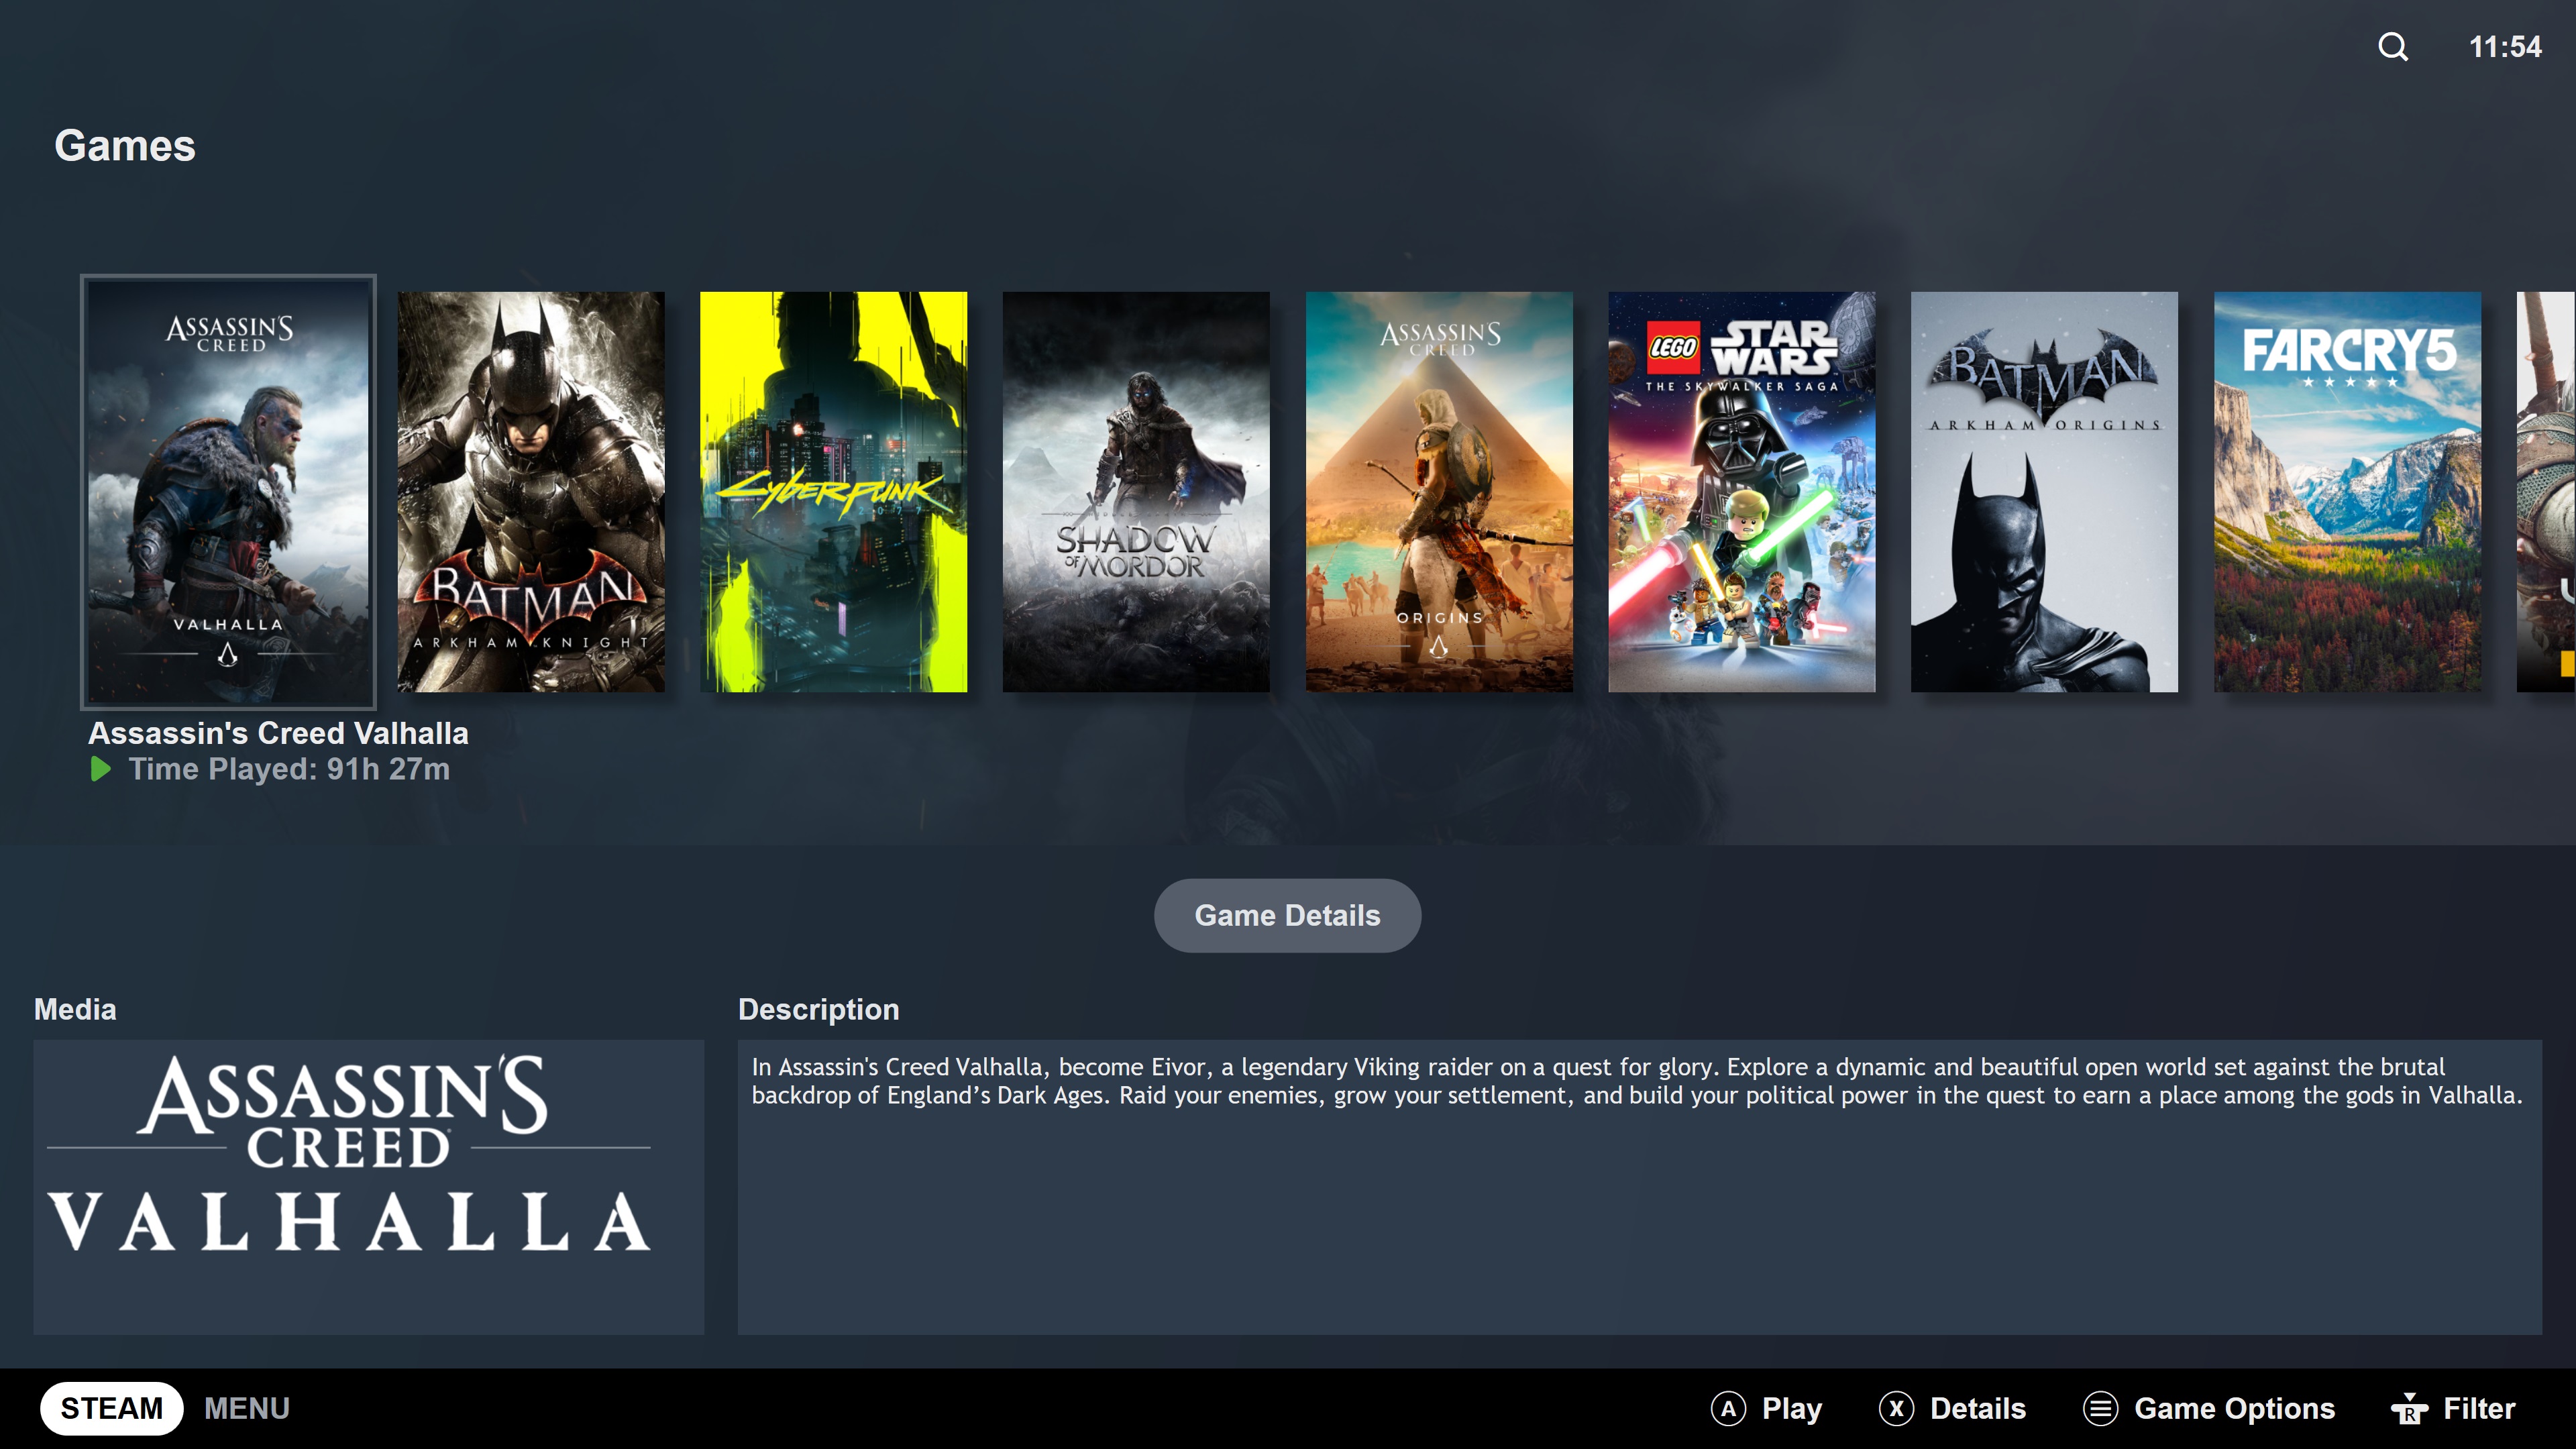 11:54
Games
ASSASSIN'S
CREED
VALHALLA
BATMAN
ARKHAM KNIGHT
CYBERPUNK
2077
SHADOW
OF MORDOR
ASSASSIN'S
CREED
ORIGINS
LEGO STAR
WARS
THE SKYWALKER SAGA
BATMAN
ARKHAM ORIGINS
FARCRY5
Assassin's Creed Valhalla
Time Played: 91h 27m
Game Details
Media
Description
ASSASSIN'S
CREED
VALHALLA
In Assassin's Creed Valhalla, become Eivor, a legendary Viking raider on a quest for glory. Explore a dynamic and beautiful open world set against the brutal
backdrop of England’s Dark Ages. Raid your enemies, grow your settlement, and build your political power in the quest to earn a place among the gods in Valhalla.
STEAM MENU
A Play X Details Game Options R Filter